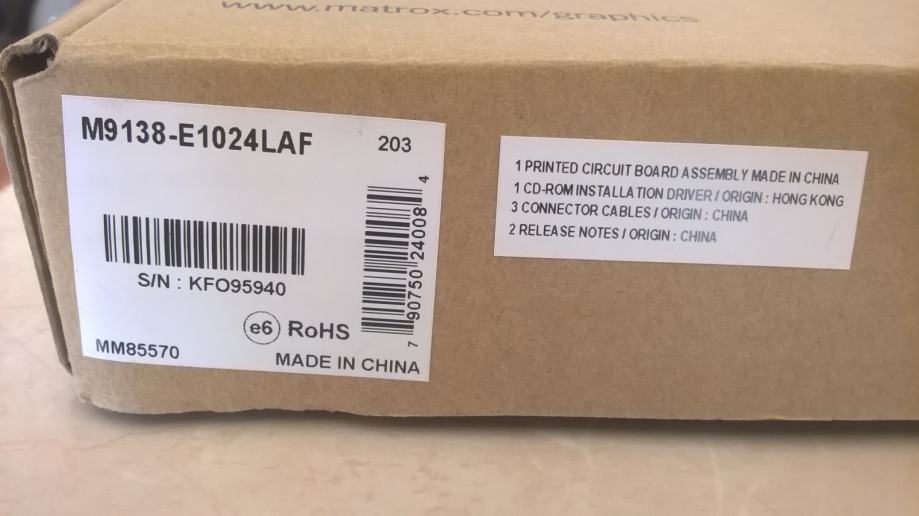 www.matrox.com/graphics
M9138-E1024LAF
203
S/N : KFO95940
7 90750 24008 4
e6 RoHS
MM85570
MADE IN CHINA
1 PRINTED CIRCUIT BOARD ASSEMBLY MADE IN CHINA
1 CD-ROM INSTALLATION DRIVER / ORIGIN : HONG KONG
3 CONNECTOR CABLES / ORIGIN : CHINA
2 RELEASE NOTES / ORIGIN : CHINA